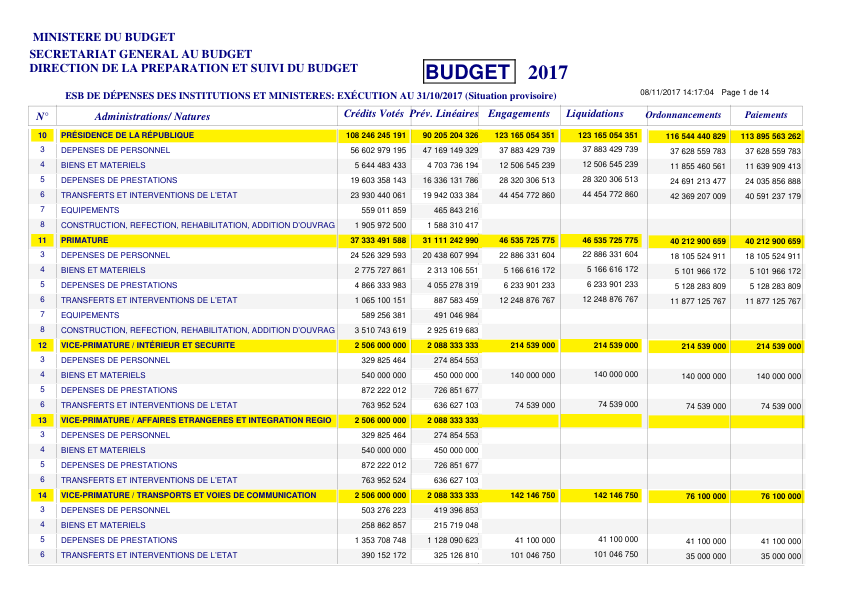 MINISTERE DU BUDGET
SECRETARIAT GENERAL AU BUDGET
DIRECTION DE LA PREPARATION ET SUIVI DU BUDGET
BUDGET 2017
ESB DE DÉPENSES DES INSTITUTIONS ET MINISTERES: EXÉCUTION AU 31/10/2017 (Situation provisoire)
08/11/2017 14:17:04 Page 1 de 14
N° Administrations/ Natures Crédits Votés Prév. Linéaires Engagements Liquidations Ordonnancements Paiements
10 PRÉSIDENCE DE LA RÉPUBLIQUE 108 246 245 191 90 205 204 326 123 165 054 351 123 165 054 351 116 544 440 829 113 895 563 262
3 DEPENSES DE PERSONNEL 56 602 979 195 47 169 149 329 37 883 429 739 37 883 429 739 37 628 559 783 37 628 559 783
4 BIENS ET MATERIELS 5 644 483 433 4 703 736 194 12 506 545 239 12 506 545 239 11 855 460 561 11 639 909 413
5 DEPENSES DE PRESTATIONS 19 603 358 143 16 336 131 786 28 320 306 513 28 320 306 513 24 691 213 477 24 035 856 888
6 TRANSFERTS ET INTERVENTIONS DE L'ETAT 23 930 440 061 19 942 033 384 44 454 772 860 44 454 772 860 42 369 207 009 40 591 237 179
7 EQUIPEMENTS 559 011 859 465 843 216
8 CONSTRUCTION, REFECTION, REHABILITATION, ADDITION D'OUVRAG 1 905 972 500 1 588 310 417
11 PRIMATURE 37 333 491 588 31 111 242 990 46 535 725 775 46 535 725 775 40 212 900 659 40 212 900 659
3 DEPENSES DE PERSONNEL 24 526 329 593 20 438 607 994 22 886 331 604 22 886 331 604 18 105 524 911 18 105 524 911
4 BIENS ET MATERIELS 2 775 727 861 2 313 106 551 5 166 616 172 5 166 616 172 5 101 966 172 5 101 966 172
5 DEPENSES DE PRESTATIONS 4 866 333 983 4 055 278 319 6 233 901 233 6 233 901 233 5 128 283 809 5 128 283 809
6 TRANSFERTS ET INTERVENTIONS DE L'ETAT 1 065 100 151 887 583 459 12 248 876 767 12 248 876 767 11 877 125 767 11 877 125 767
7 EQUIPEMENTS 589 256 381 491 046 984
8 CONSTRUCTION, REFECTION, REHABILITATION, ADDITION D'OUVRAG 3 510 743 619 2 925 619 683
12 VICE-PRIMATURE / INTÉRIEUR ET SECURITE 2 506 000 000 2 088 333 333 214 539 000 214 539 000 214 539 000 214 539 000
3 DEPENSES DE PERSONNEL 329 825 464 274 854 553
4 BIENS ET MATERIELS 540 000 000 450 000 000 140 000 000 140 000 000 140 000 000 140 000 000
5 DEPENSES DE PRESTATIONS 872 222 012 726 851 677
6 TRANSFERTS ET INTERVENTIONS DE L'ETAT 763 952 524 636 627 103 74 539 000 74 539 000 74 539 000 74 539 000
13 VICE-PRIMATURE / AFFAIRES ETRANGERES ET INTEGRATION REGIO 2 506 000 000 2 088 333 333
3 DEPENSES DE PERSONNEL 329 825 464 274 854 553
4 BIENS ET MATERIELS 540 000 000 450 000 000
5 DEPENSES DE PRESTATIONS 872 222 012 726 851 677
6 TRANSFERTS ET INTERVENTIONS DE L'ETAT 763 952 524 636 627 103
14 VICE-PRIMATURE / TRANSPORTS ET VOIES DE COMMUNICATION 2 506 000 000 2 088 333 333 142 146 750 142 146 750 76 100 000 76 100 000
3 DEPENSES DE PERSONNEL 503 276 223 419 396 853
4 BIENS ET MATERIELS 258 862 857 215 719 048
5 DEPENSES DE PRESTATIONS 1 353 708 748 1 128 090 623 41 100 000 41 100 000 41 100 000 41 100 000
6 TRANSFERTS ET INTERVENTIONS DE L'ETAT 390 152 172 325 126 810 101 046 750 101 046 750 35 000 000 35 000 000